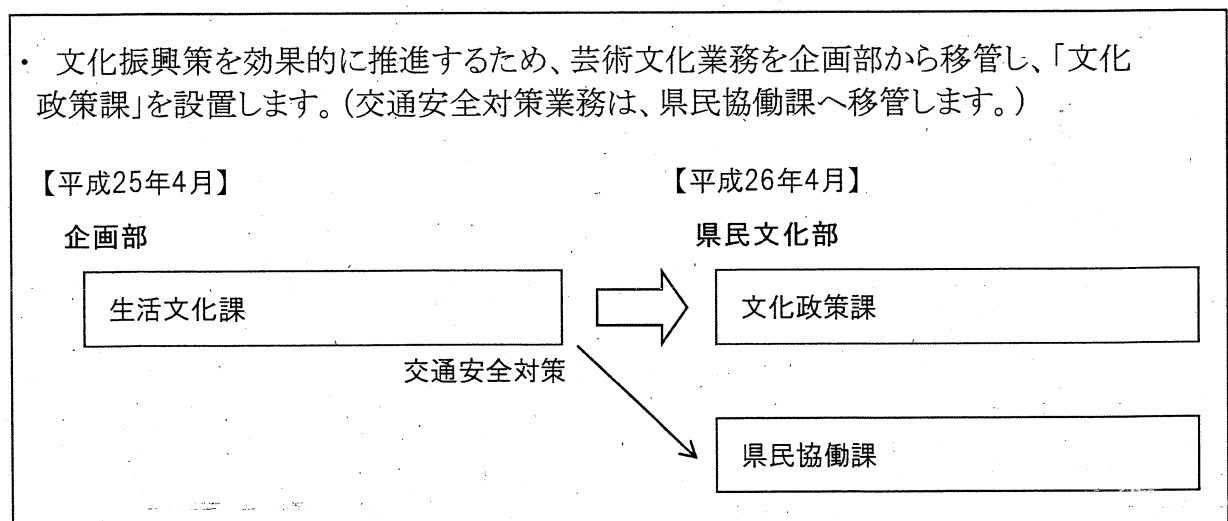 ・ 文化振興策を効果的に推進するため、芸術文化業務を企画部から移管し、「文化
政策課」を設置します。（交通安全対策業務は、県民協働課へ移管します。）
【平成25年4月】
【平成26年4月】
企画部
県民文化部
生活文化課
文化政策課
交通安全対策
県民協働課